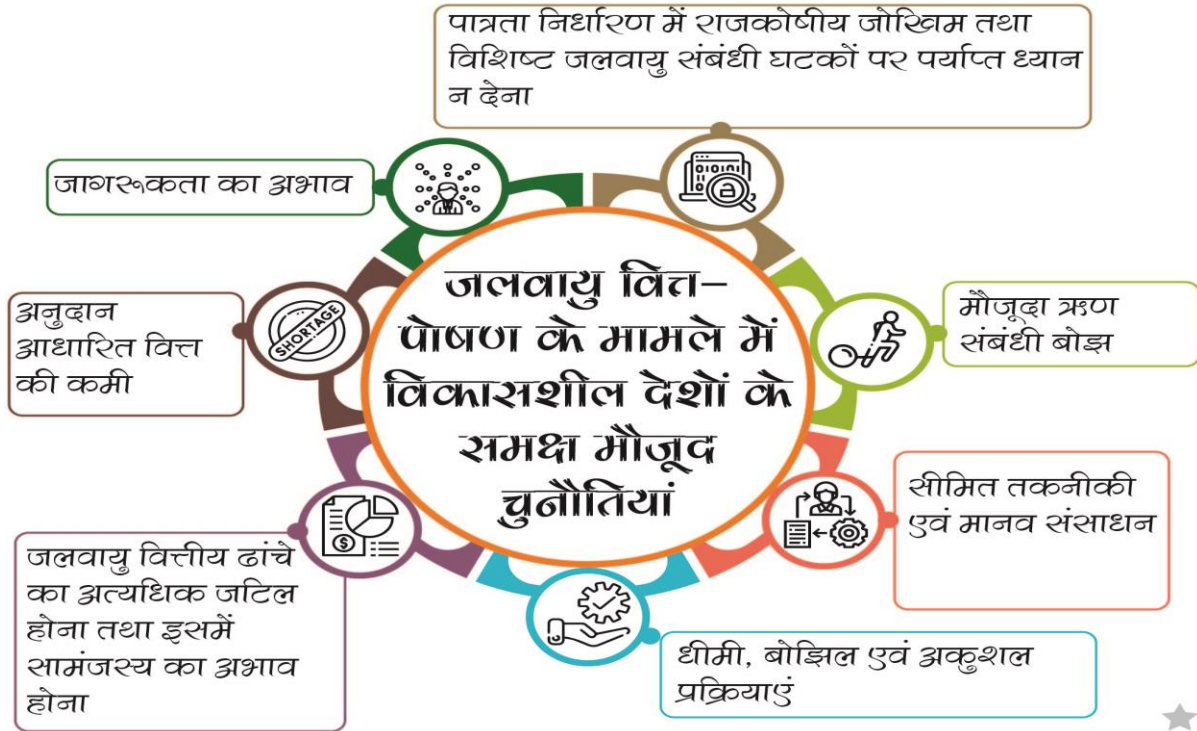 पात्रता निर्धारण में राजकोषीय जोखिम तथा
विशिष्ट जलवायु संबंधी घटकों पर पर्याप्त ध्यान
न देना
जागरूकता का अभाव
अनुदान
आधारित वित्त
की कमी
SHORTAGE
जलवायु वित्त-
पोषण के मामले में
विकासशील देशों के
समक्ष मौजूद
चुनौतियां
मौजूदा ऋण
संबंधी बोझ
सीमित तकनीकी
एवं मानव संसाधन
जलवायु वित्तीय ढांचे
का अत्यधिक जटिल
होना तथा इसमें
सामंजस्य का अभाव
होना
धीमी, बोझिल एवं अकुशल
प्रक्रियाएं